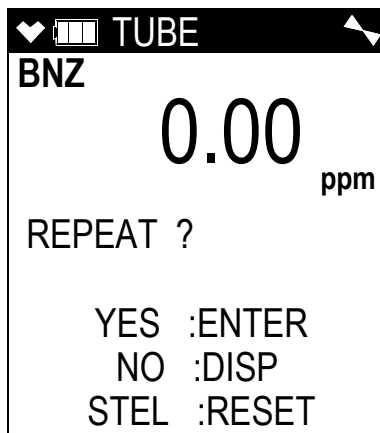 TUBE
BNZ
0.00
ppm
REPEAT ?
YES :ENTER
NO :DISP
STEL :RESET